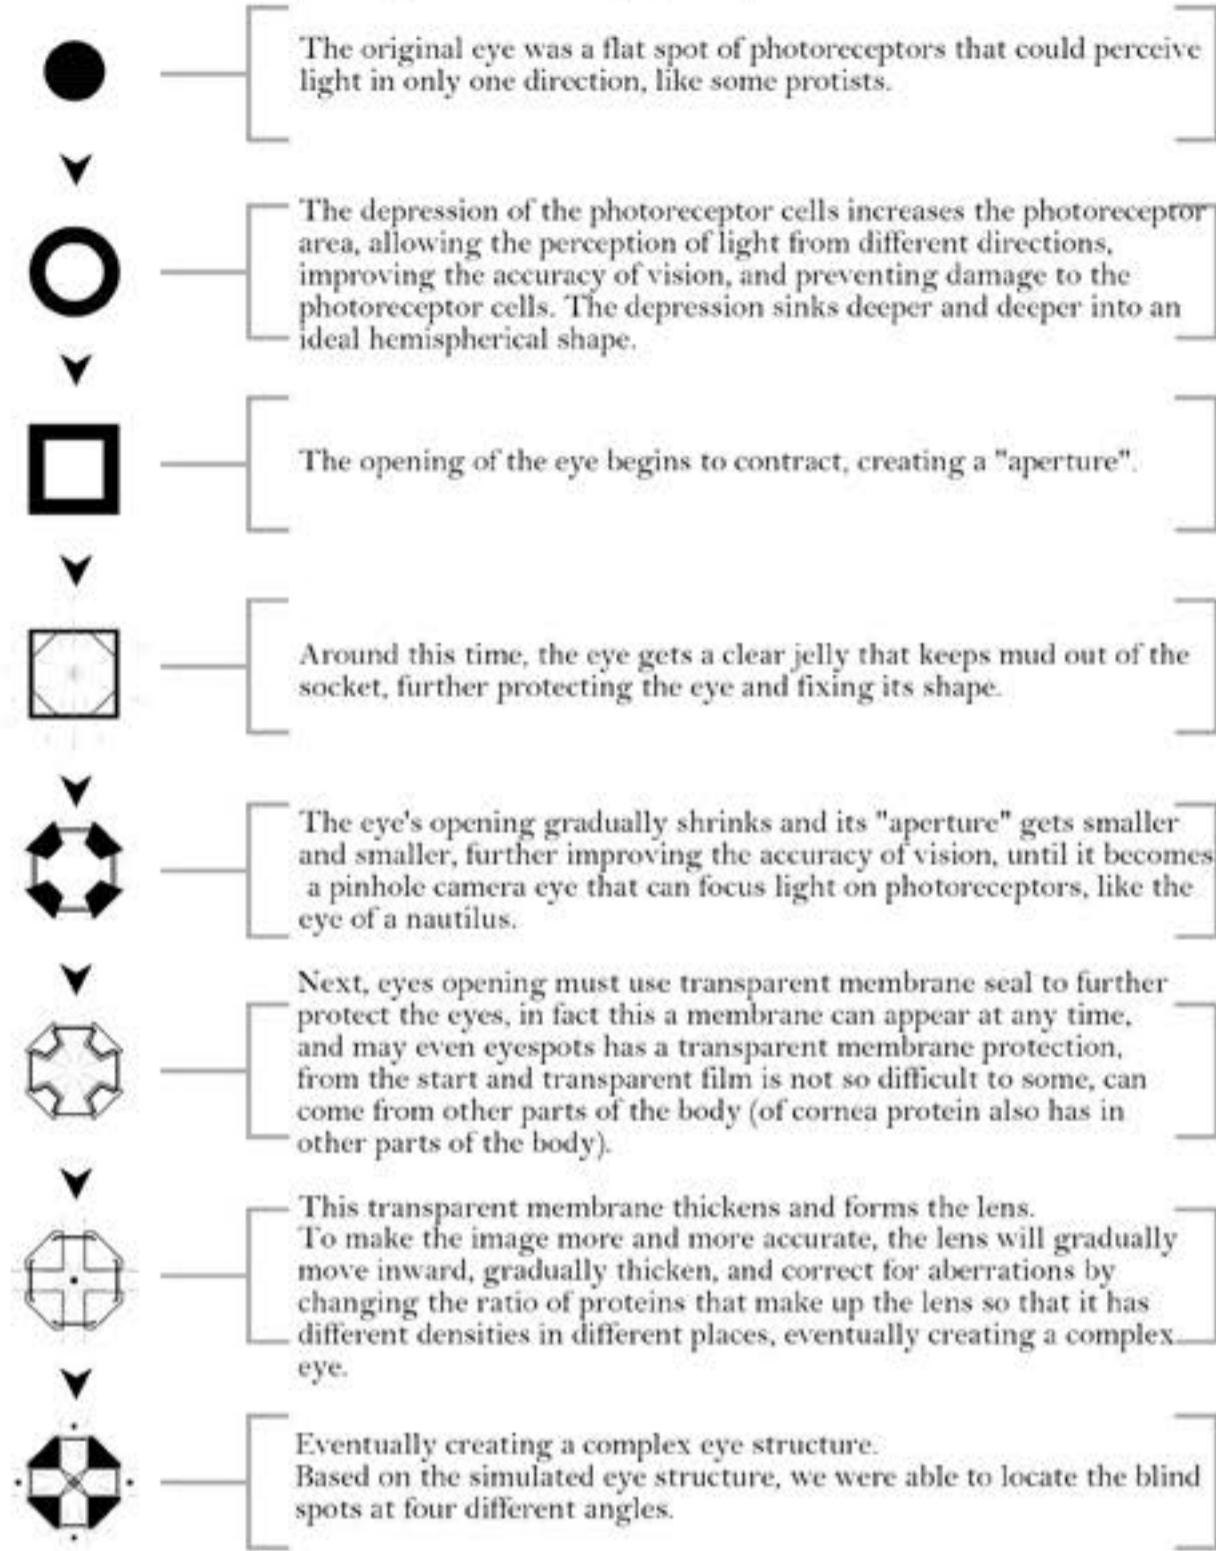 The original eye was a flat spot of photoreceptors that could perceive
light in only one direction, like some protists.
The depression of the photoreceptor cells increases the photoreceptor
area, allowing the perception of light from different directions,
improving the accuracy of vision, and preventing damage to the
photoreceptor cells. The depression sinks deeper and deeper into an
ideal hemispherical shape.
The opening of the eye begins to contract, creating a "aperture".
Around this time, the eye gets a clear jelly that keeps mud out of the
socket, further protecting the eye and fixing its shape.
The eye's opening gradually shrinks and its "aperture" gets smaller
and smaller, further improving the accuracy of vision, until it becomes
a pinhole camera eye that can focus light on photoreceptors, like the
eye of a nautilus.
Next, eyes opening must use transparent membrane seal to further
protect the eyes, in fact this a membrane can appear at any time,
and may even eyespots has a transparent membrane protection,
from the start and transparent film is not so difficult to some, can
come from other parts of the body (of cornea protein also has in
other parts of the body).
This transparent membrane thickens and forms the lens.
To make the image more and more accurate, the lens will gradually
move inward, gradually thicken, and correct for aberrations by
changing the ratio of proteins that make up the lens so that it has
different densities in different places, eventually creating a complex
eye.
Eventually creating a complex eye structure.
Based on the simulated eye structure, we were able to locate the blind
spots at four different angles.